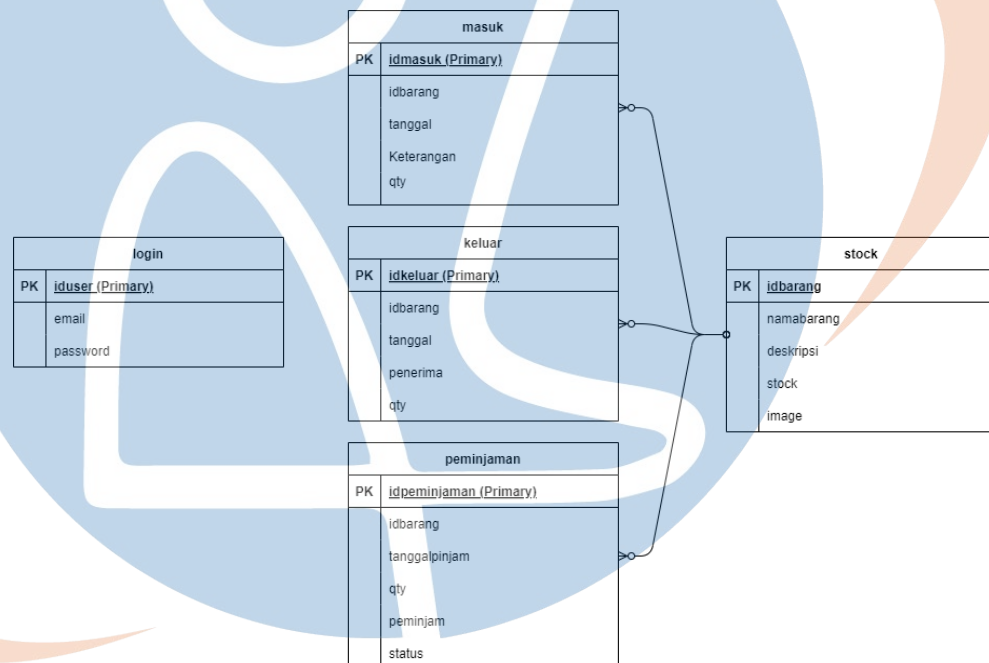 masuk
PK idmasuk (Primary)
idbarang
tanggal
Keterangan
qty
login
PK iduser (Primary)
email
password
keluar
PK idkeluar (Primary)
idbarang
tanggal
penerima
qty
stock
PK idbarang
namabarang
deskripsi
stock
image
peminjaman
PK idpeminjaman (Primary)
idbarang
tanggalpinjam
qty
peminjam
status